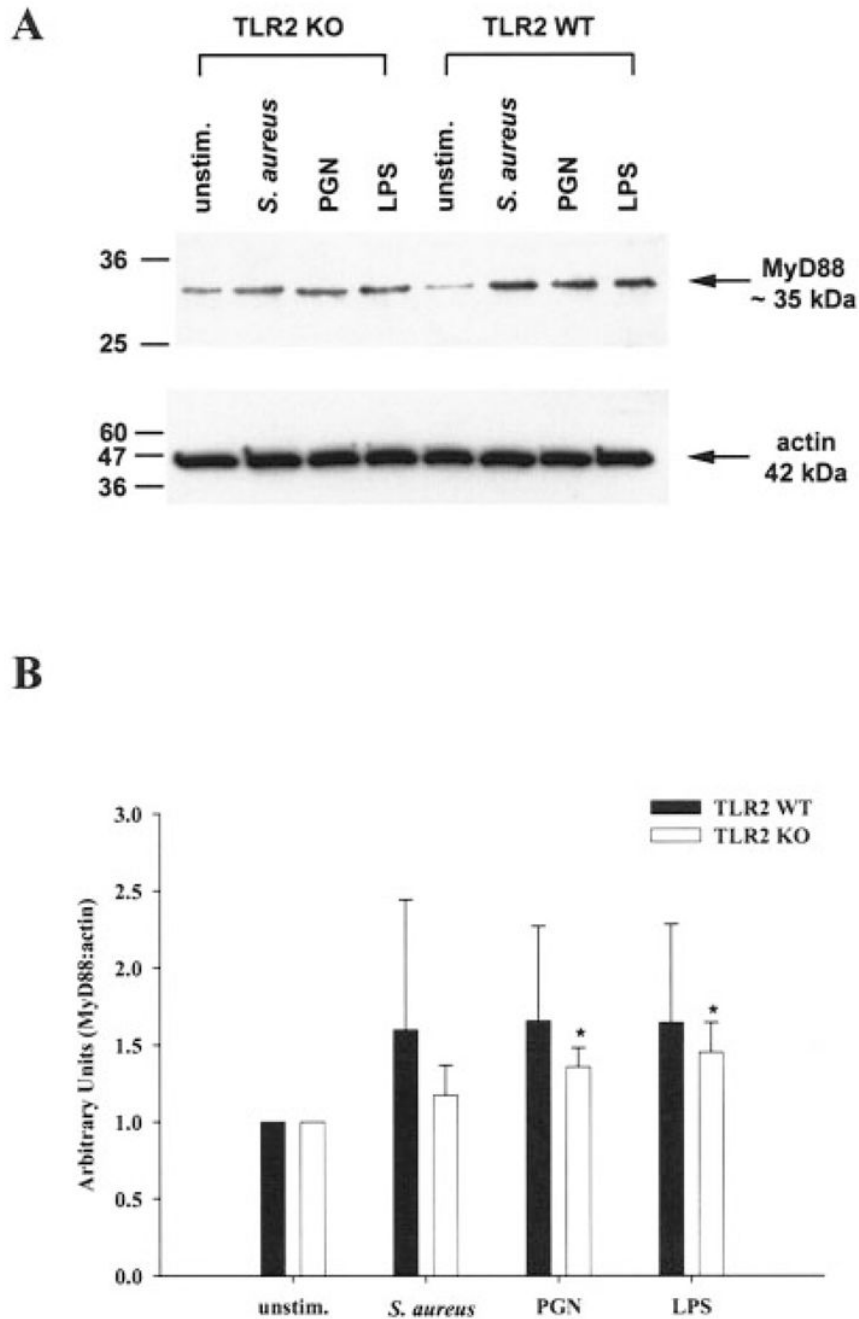 A
TLR2 KO TLR2 WT
unstim. S. aureus PGN LPS unstim. S. aureus PGN LPS
36
25
MyD88
~ 35 kDa
60
47
36
actin
42 kDa
B
TLR2 WT
TLR2 KO
Arbitrary Units (MyD88:actin)
3.0
2.5
2.0
1.5
1.0
0.5
0.0
* *
unstim. S. aureus PGN LPS